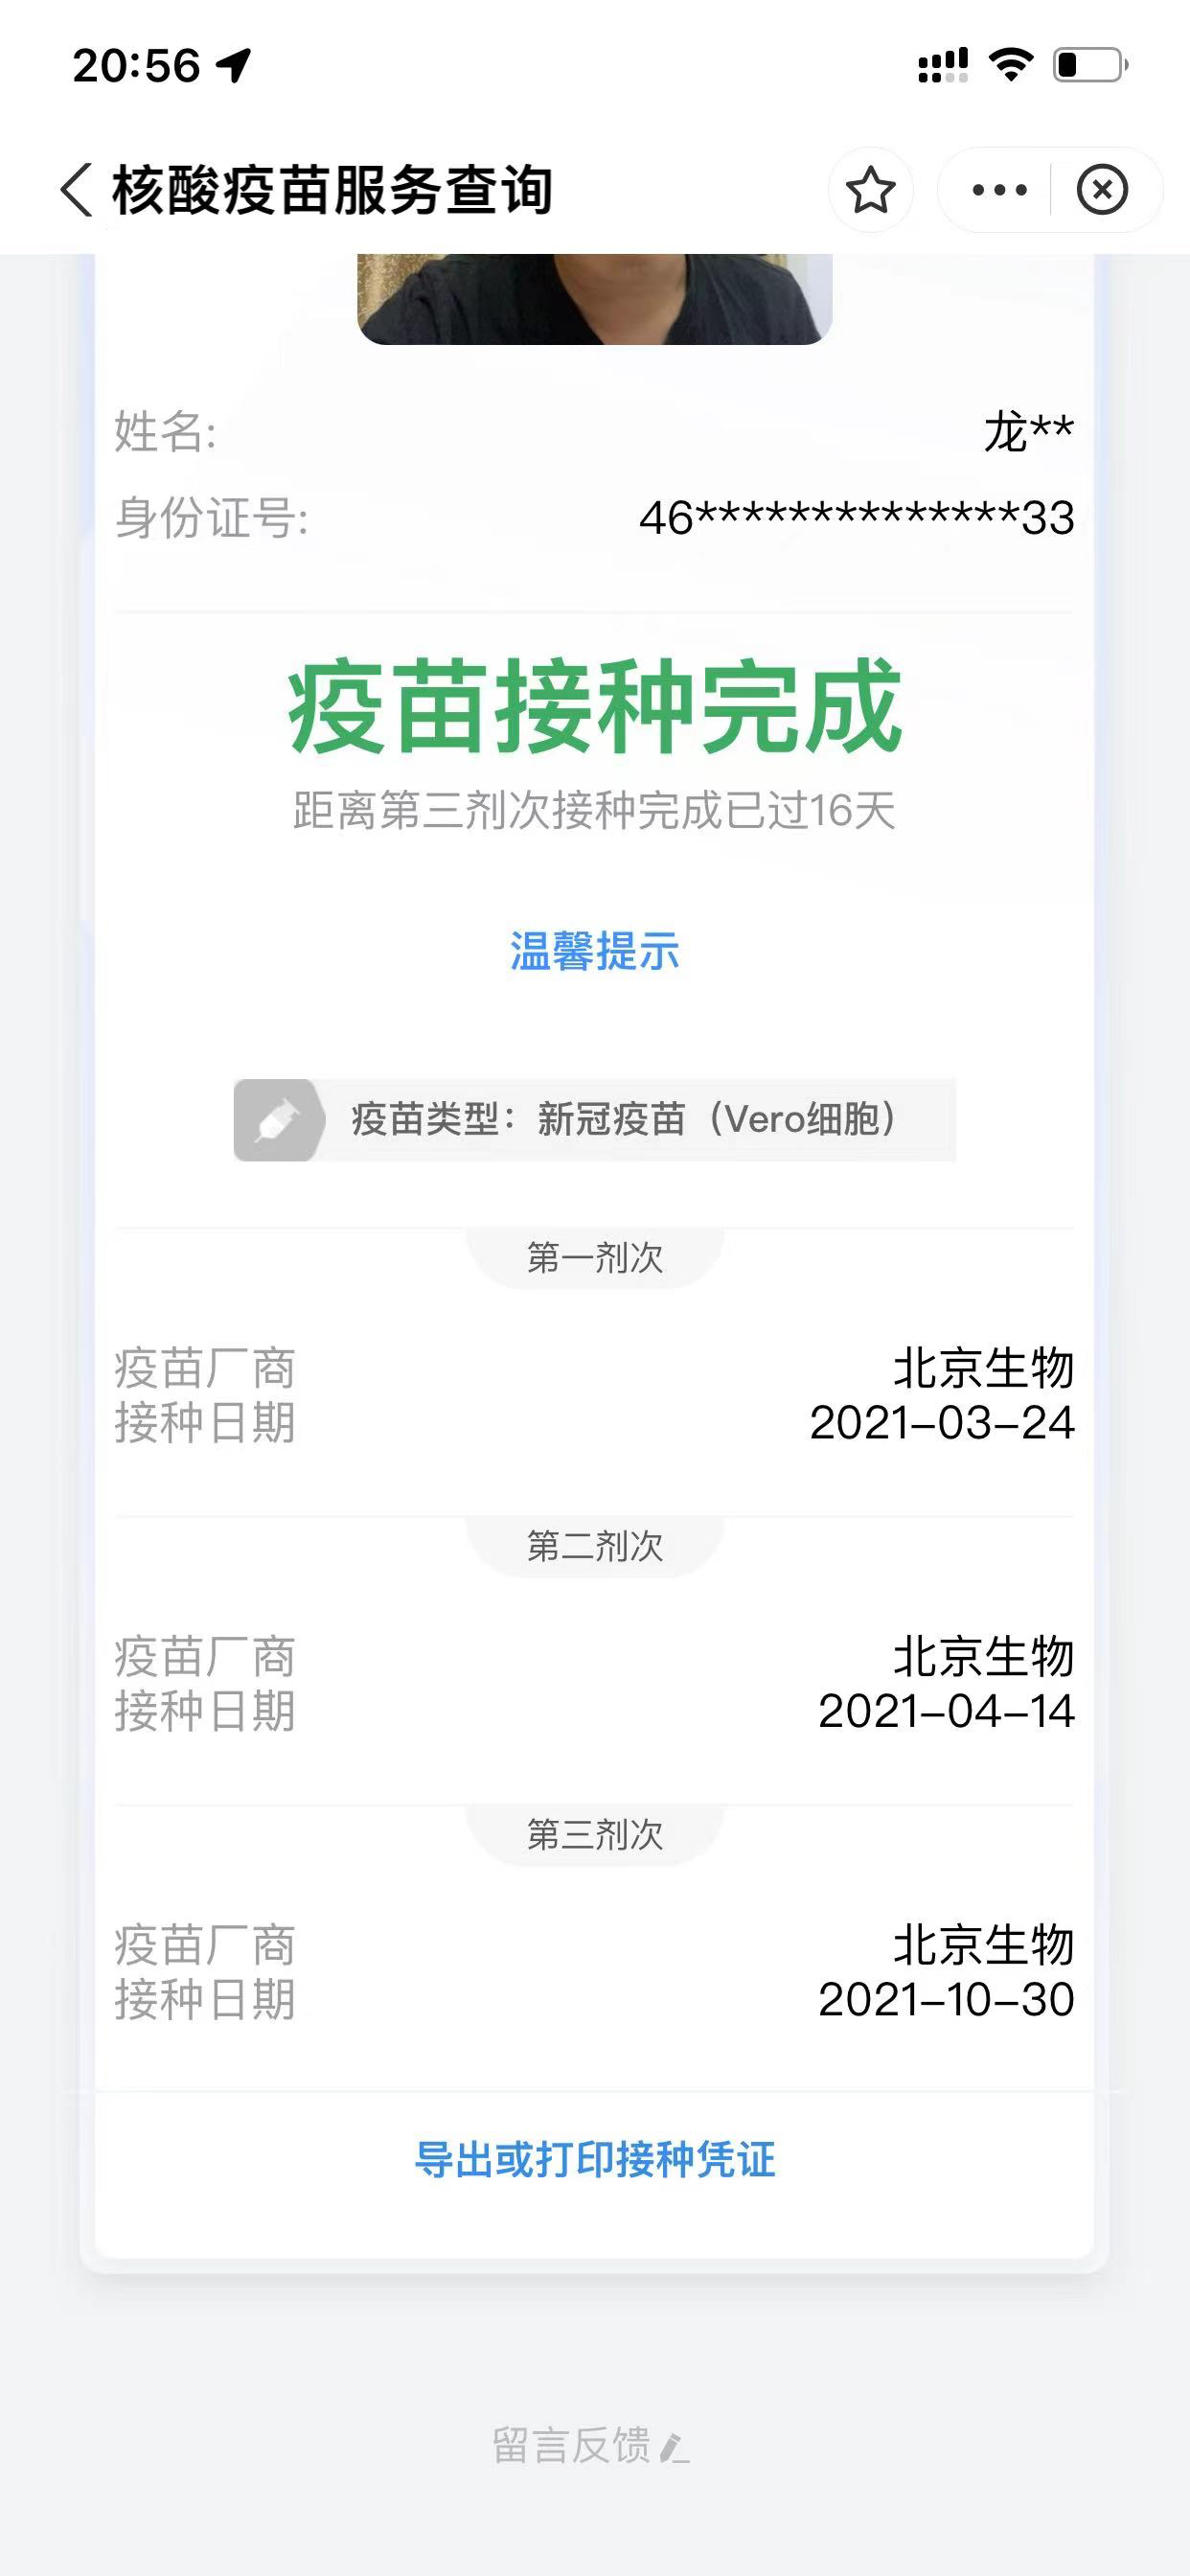 20:56
核酸疫苗服务查询
姓名: 龙**
身份证号: 46**************33
疫苗接种完成
距离第三剂次接种完成已过16天
温馨提示
疫苗类型：新冠疫苗（Vero细胞）
第一剂次
疫苗厂商 北京生物
接种日期 2021-03-24
第二剂次
疫苗厂商 北京生物
接种日期 2021-04-14
第三剂次
疫苗厂商 北京生物
接种日期 2021-10-30
导出或打印接种凭证
留言反馈